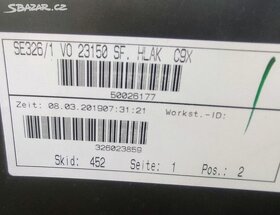 SBAZAR.CZ
SE326/1 VO 23150 SF. HLAK C9X
50026177
Zeit: 08.03.201907:31:21 Workst.-ID:
326023859
Skid: 452 Seite: 1 Pos.: 2